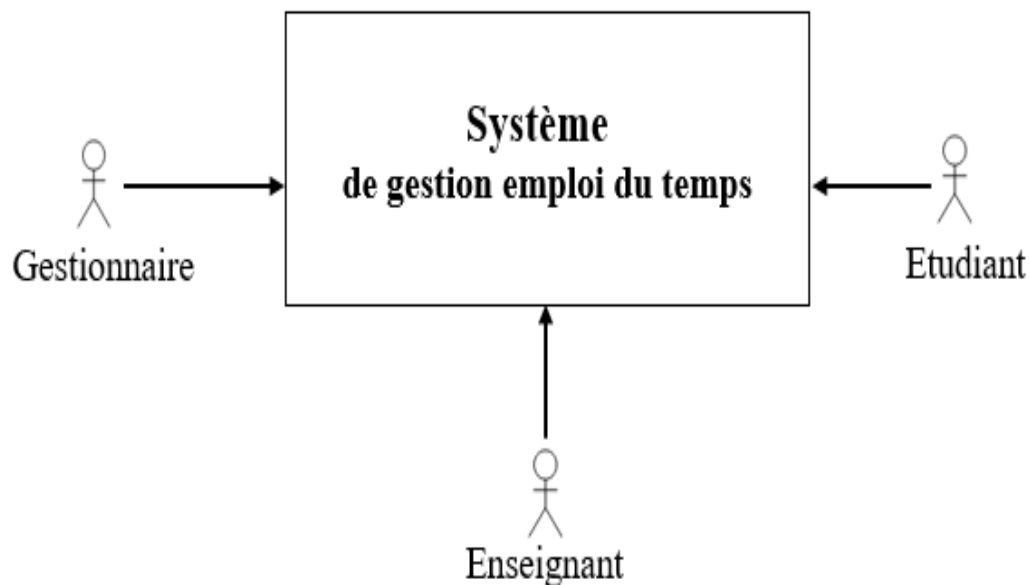 Système
de gestion emploi du temps
Gestionnaire
Etudiant
Enseignant